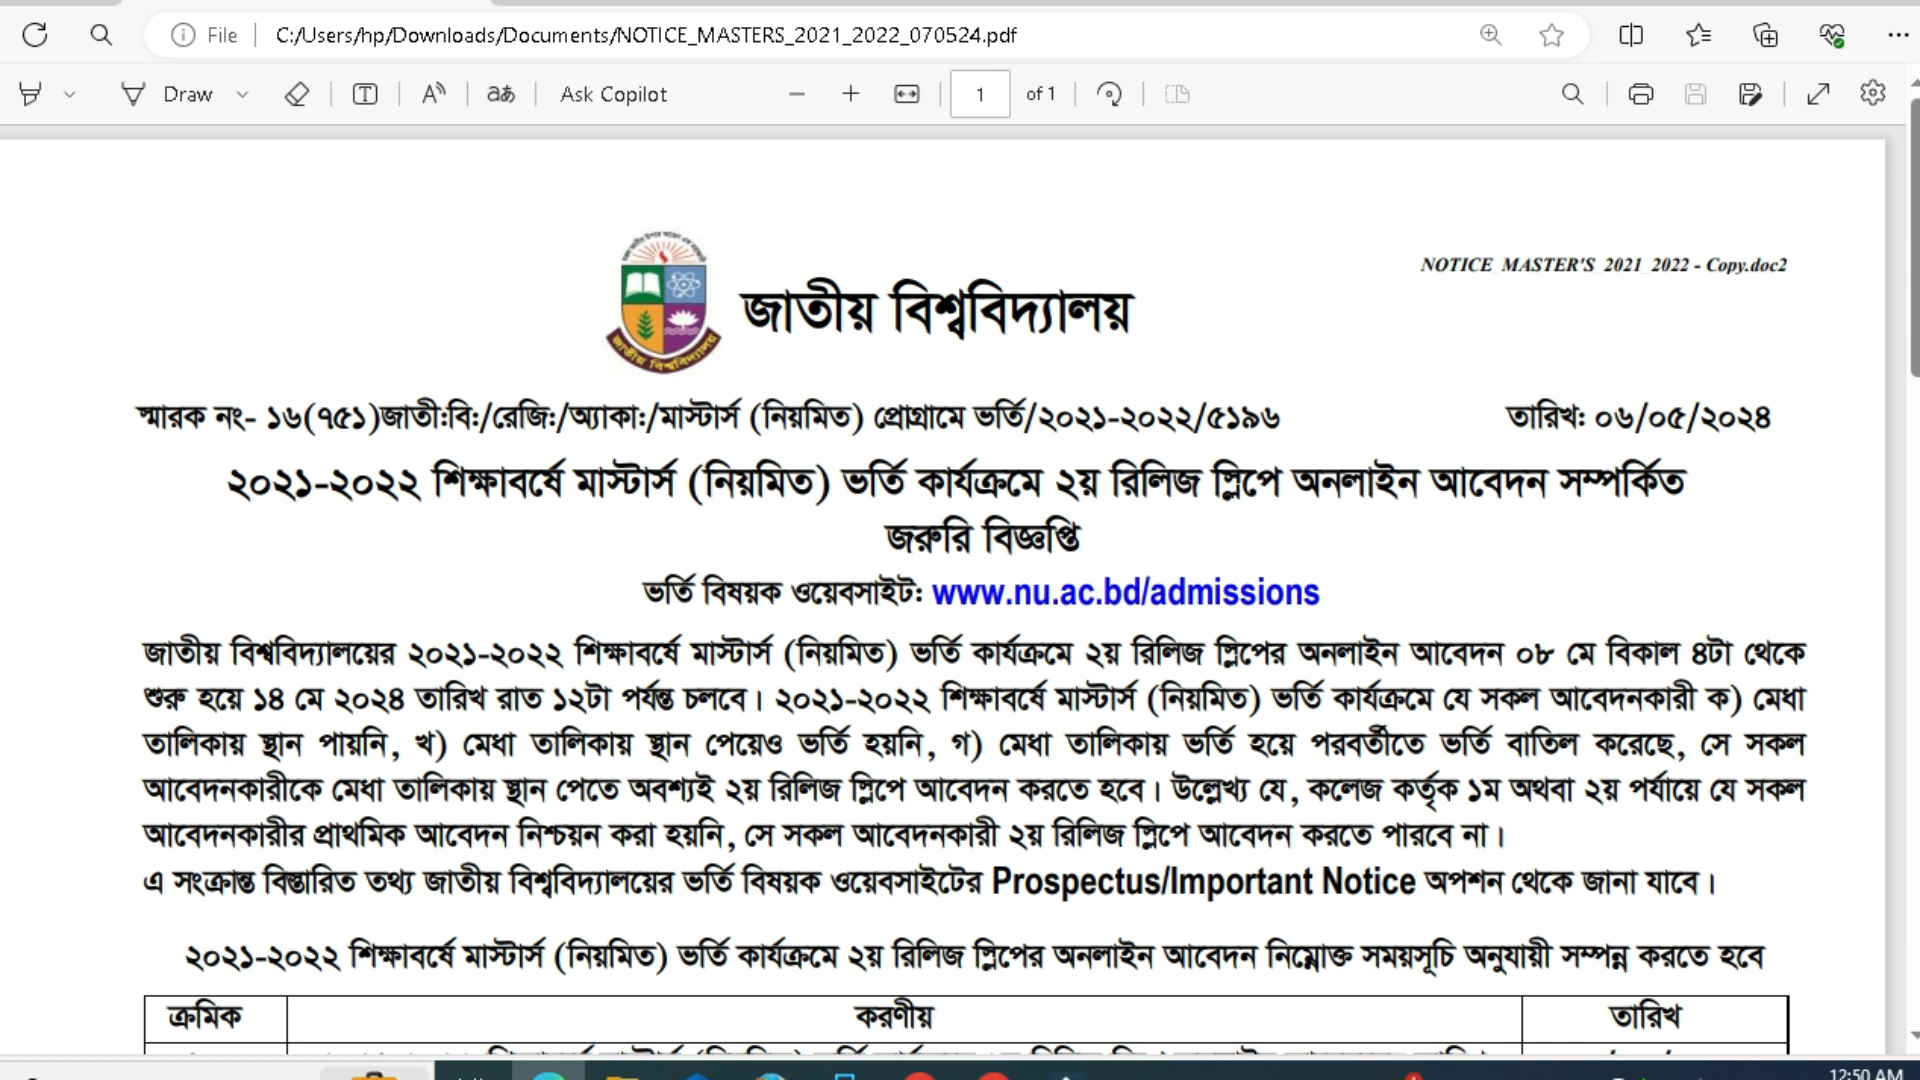 File
C:/Users/hp/Downloads/Documents/NOTICE_MASTERS_2021_2022_070524.pdf
Draw
aあ
Ask Copilot
1 of 1
NOTICE MASTER'S 2021 2022 - Copy.doc2
জাতীয় বিশ্ববিদ্যালয়
জাতীয় বিশ্ববিদ্যালয়
স্মারক নং- ১৬(৭৫১)জাতী:বি:/রেজি:/অ্যাকা:/মাস্টার্স (নিয়মিত) প্রোগ্রামে ভর্তি/২০২১-২০২২/৫১৯৬
তারিখ: ০৬/০৫/২০২৪
২০২১-২০২২ শিক্ষাবর্ষে মাস্টার্স (নিয়মিত) ভর্তি কার্যক্রমে ২য় রিলিজ স্লিপে অনলাইন আবেদন সম্পর্কিত
জরুরি বিজ্ঞপ্তি
ভর্তি বিষয়ক ওয়েবসাইট: www.nu.ac.bd/admissions
জাতীয় বিশ্ববিদ্যালয়ের ২০২১-২০২২ শিক্ষাবর্ষে মাস্টার্স (নিয়মিত) ভর্তি কার্যক্রমে ২য় রিলিজ স্লিপের অনলাইন আবেদন ০৮ মে বিকাল ৪টা থেকে
শুরু হয়ে ১৪ মে ২০২৪ তারিখ রাত ১২টা পর্যন্ত চলবে। ২০২১-২০২২ শিক্ষাবর্ষে মাস্টার্স (নিয়মিত) ভর্তি কার্যক্রমে যে সকল আবেদনকারী ক) মেধা
তালিকায় স্থান পায়নি, খ) মেধা তালিকায় স্থান পেয়েও ভর্তি হয়নি, গ) মেধা তালিকায় ভর্তি হয়ে পরবর্তীতে ভর্তি বাতিল করেছে, সে সকল
আবেদনকারীকে মেধা তালিকায় স্থান পেতে অবশ্যই ২য় রিলিজ স্লিপে আবেদন করতে হবে। উল্লেখ্য যে, কলেজ কর্তৃক ১ম অথবা ২য় পর্যায়ে যে সকল
আবেদনকারীর প্রাথমিক আবেদন নিশ্চয়ন করা হয়নি, সে সকল আবেদনকারী ২য় রিলিজ স্লিপে আবেদন করতে পারবে না।
এ সংক্রান্ত বিস্তারিত তথ্য জাতীয় বিশ্ববিদ্যালয়ের ভর্তি বিষয়ক ওয়েবসাইটের Prospectus/Important Notice অপশন থেকে জানা যাবে।
২০২১-২০২২ শিক্ষাবর্ষে মাস্টার্স (নিয়মিত) ভর্তি কার্যক্রমে ২য় রিলিজ স্লিপের অনলাইন আবেদন নিম্নোক্ত সময়সূচি অনুযায়ী সম্পন্ন করতে হবে
ক্রমিক করণীয় তারিখ
12:50 AM